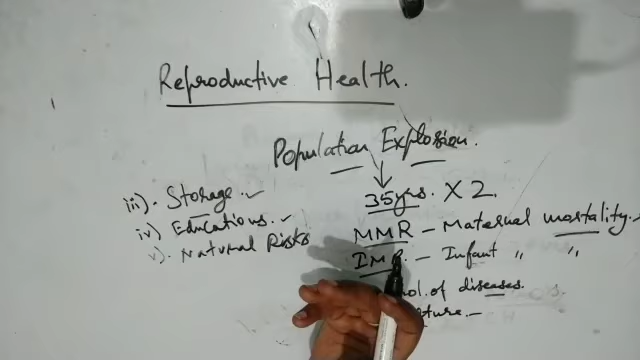 Reproductive Health.
Population Explosion.
35yrs. X 2.
MMR - Maternal mortality.
IMR. - Infant " "
of diseases.
iii). Storage.
iv) Educations.
v). Natural Risks